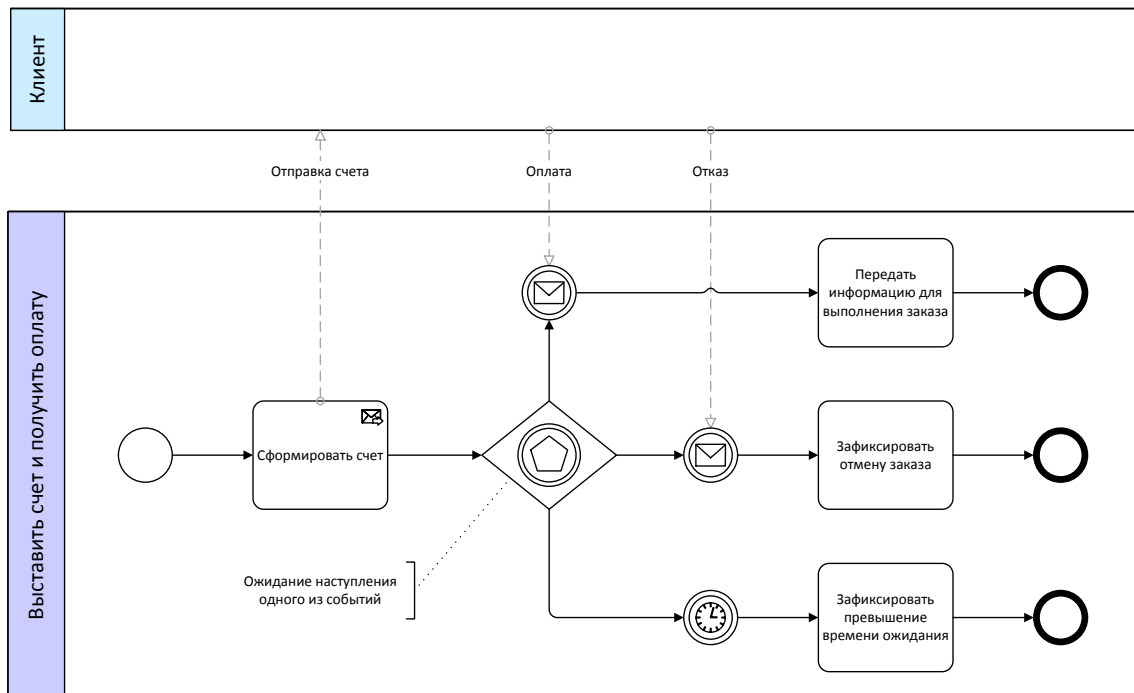 Клиент
Отправка счета
Оплата
Отказ
Выставить счет и получить оплату
Передать
информацию для
выполнения заказа
Сформировать счет
Зафиксировать
отмену заказа
Ожидание наступления
одного из событий
Зафиксировать
превышение
времени ожидания